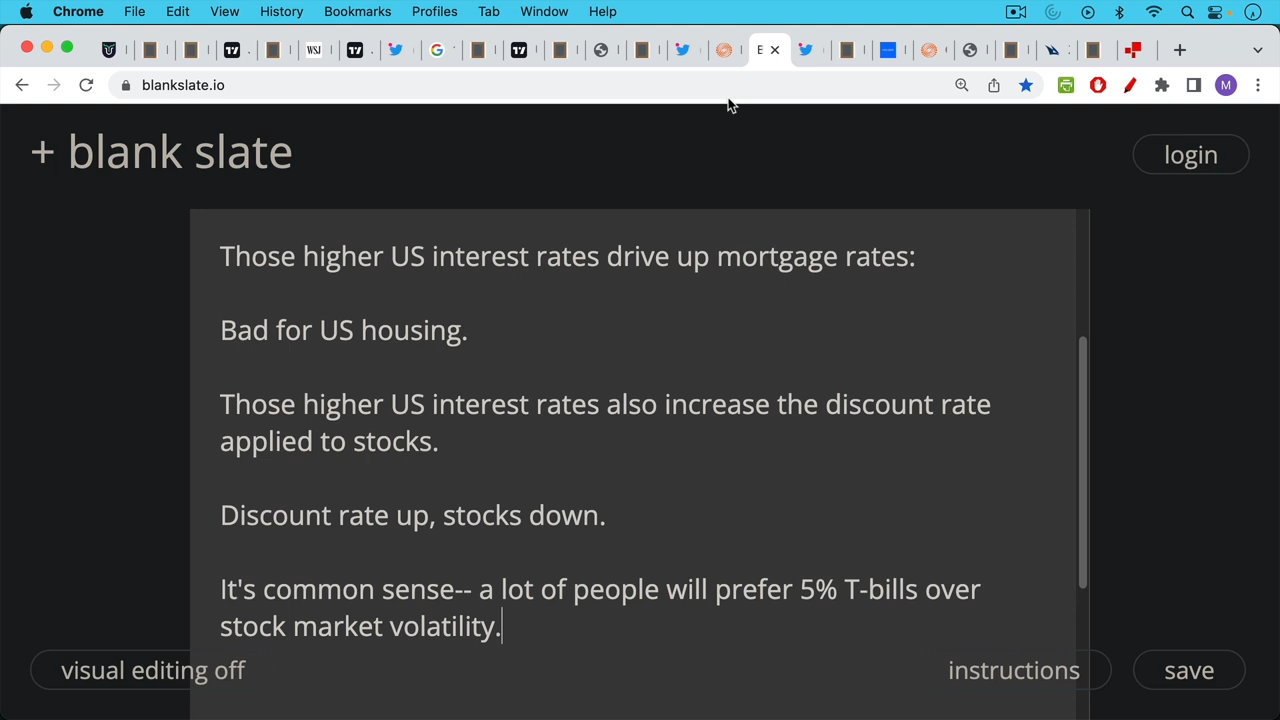 Chrome File Edit View History Bookmarks Profiles Tab Window Help
WSJ
G
E
blankslate.io
M
+ blank slate
login
Those higher US interest rates drive up mortgage rates:
Bad for US housing.
Those higher US interest rates also increase the discount rate
applied to stocks.
Discount rate up, stocks down.
It's common sense-- a lot of people will prefer 5% T-bills over
stock market volatility.
visual editing off
instructions
save